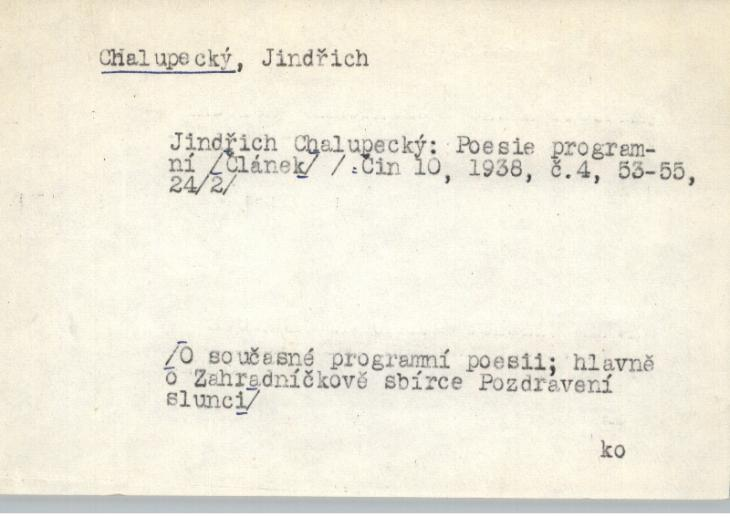 Chalupecký, Jindřich
Jindřich Chalupecký: Poesie program-
ní /Článek/ / :Čin 10, 1938, č.4, 53-55,
24/2/
/O současné programní poesii; hlavně
o Zahradníčkově sbírce Pozdravení
slunci/
ko